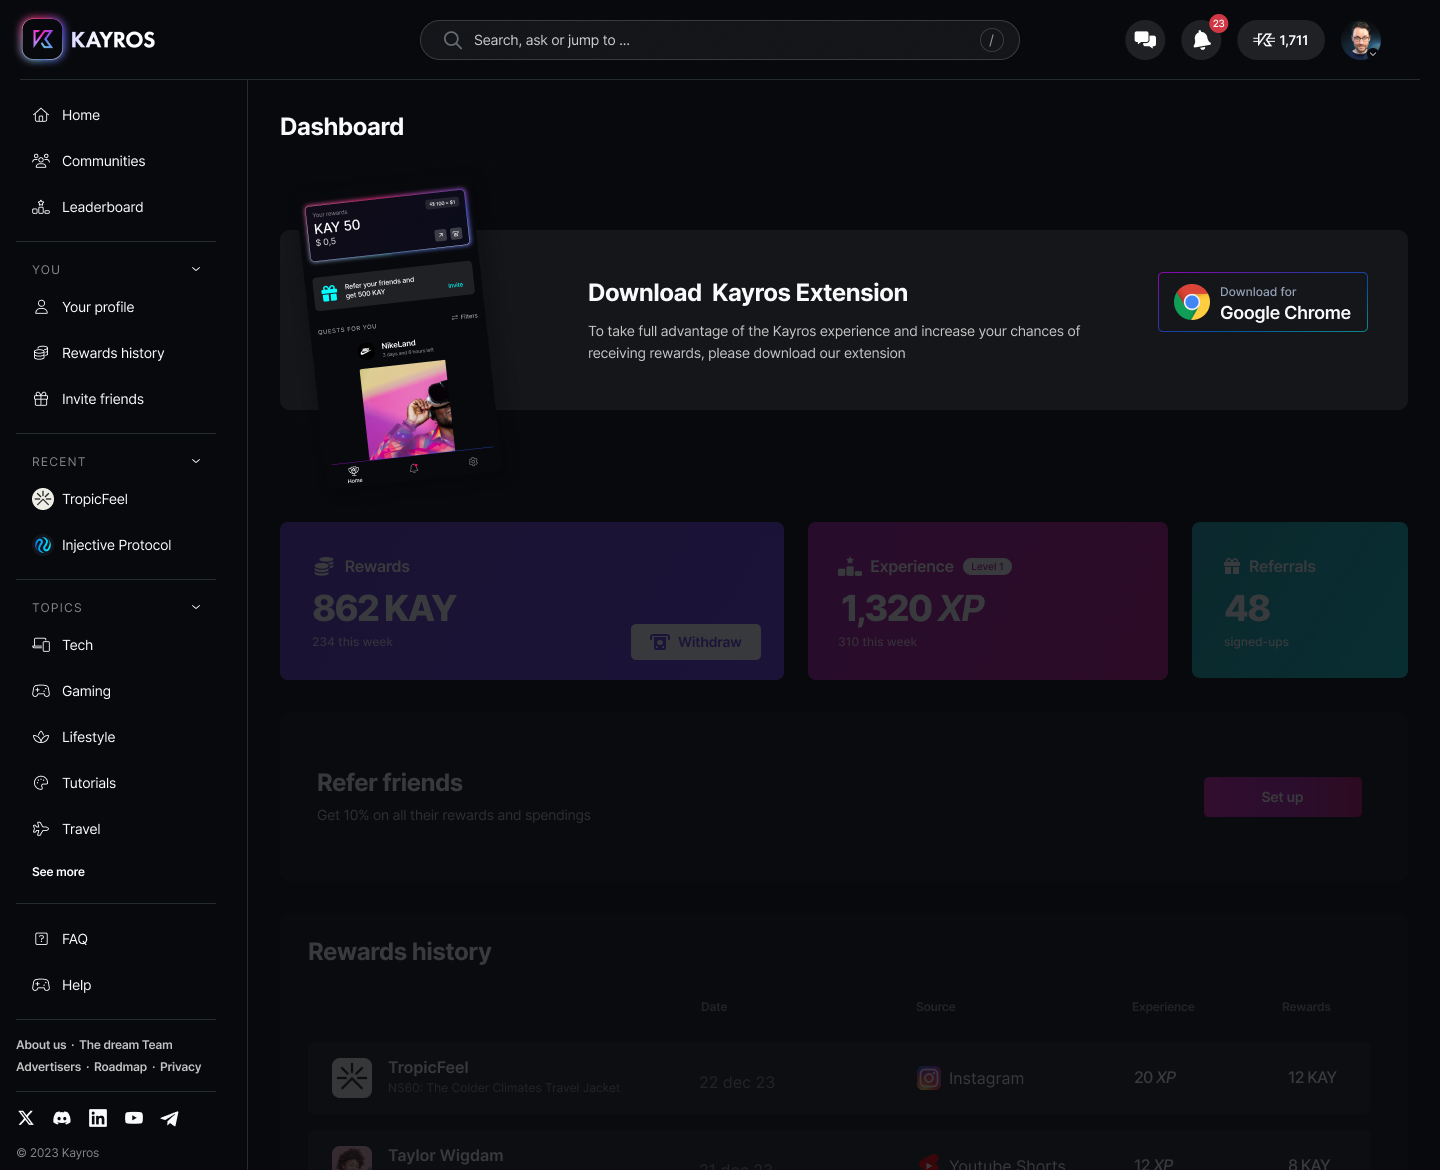 KAYROS
Search, ask or jump to ...
/
23
1,711
Home
Communities
Leaderboard
YOU
Your profile
Rewards history
Invite friends
RECENT
TropicFeel
Injective Protocol
TOPICS
Tech
Gaming
Lifestyle
Tutorials
Travel
See more
FAQ
Help
About us · The dream Team
Advertisers · Roadmap · Privacy
© 2023 Kayros
Dashboard
Your rewards
100 = $1
KAY 50
$ 0,5
Refer your friends and
get 500 KAY
Invite
Filters
QUESTS FOR YOU
NikeLand
3 days and 6 hours left
Home
Download Kayros Extension
To take full advantage of the Kayros experience and increase your chances of
receiving rewards, please download our extension
Download for
Google Chrome
Rewards
862 KAY
234 this week
Withdraw
Experience
Level 1
1,320 XP
310 this week
Referrals
48
signed-ups
Refer friends
Get 10% on all their rewards and spendings
Set up
Rewards history
Date
Source
Experience
Rewards
TropicFeel
NS60: The Colder Climates Travel Jacket
22 dec 23
Instagram
20 XP
12 KAY
Taylor Wigdam
21 dec 23
Youtube Shorts
12 XP
8 KAY